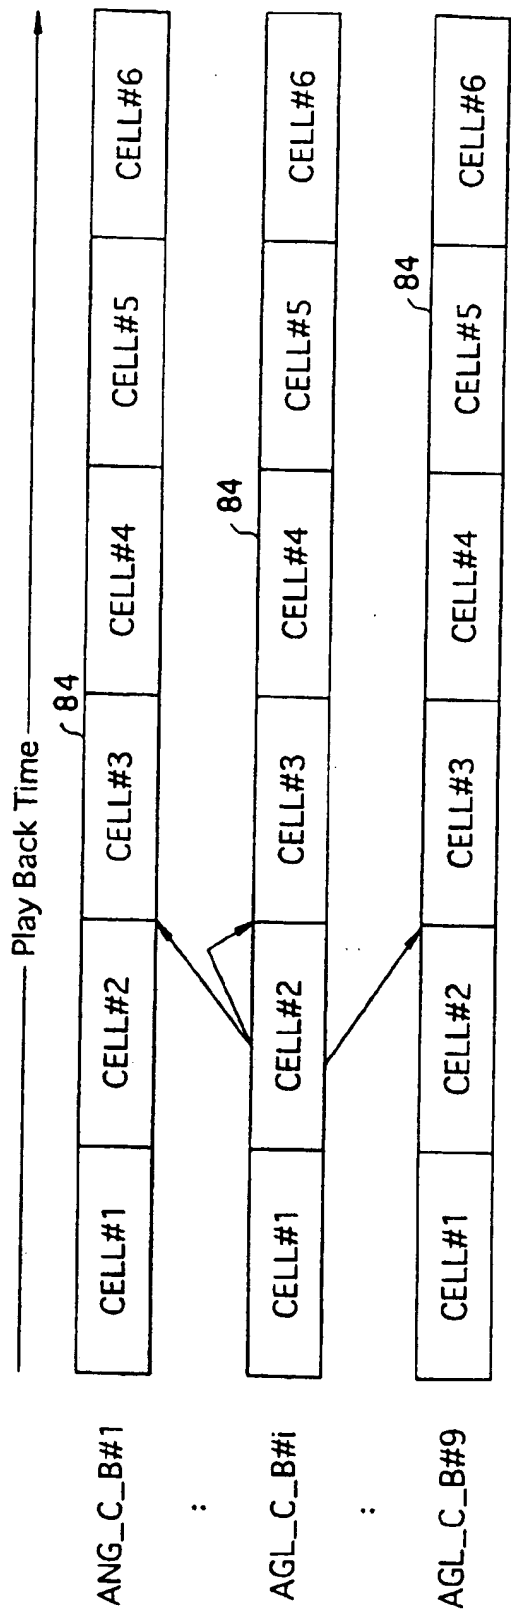 Play Back Time
84
ANG_C_B#1 CELL#1 CELL#2 CELL#3 CELL#4 CELL#5 CELL#6
:
84
AGL_C_B#i CELL#1 CELL#2 CELL#3 CELL#4 CELL#5 CELL#6
:
84
AGL_C_B#9 CELL#1 CELL#2 CELL#3 CELL#4 CELL#5 CELL#6